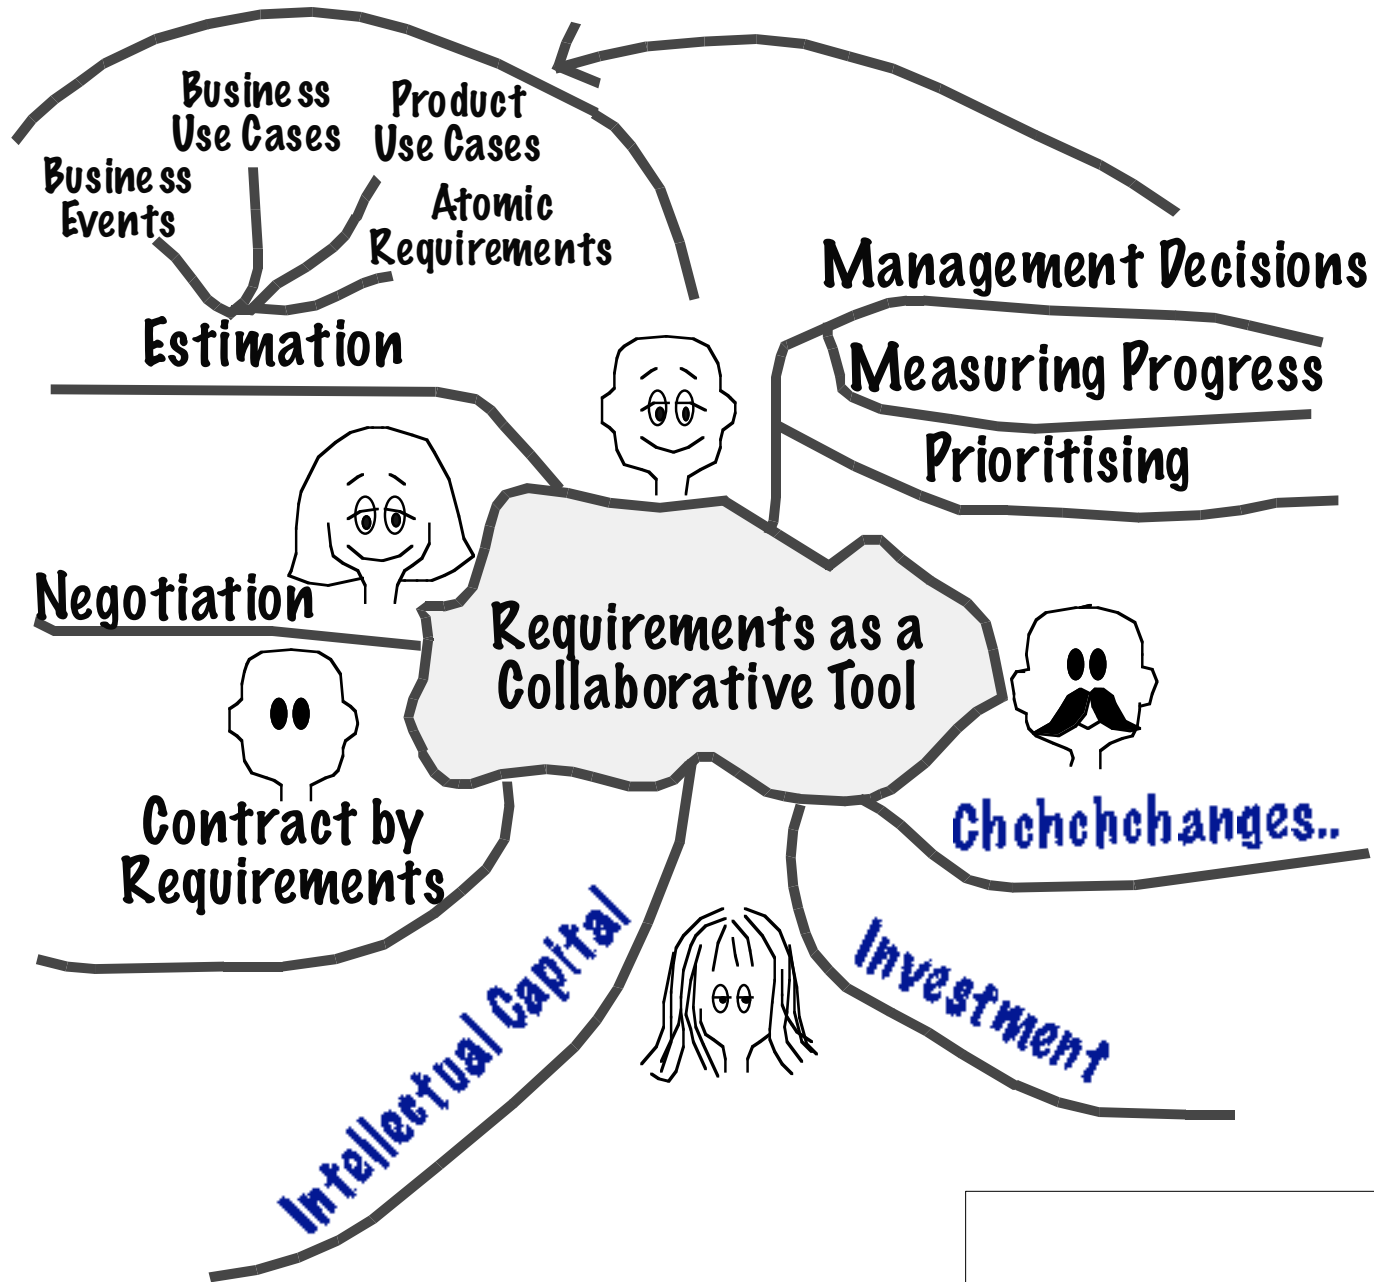 Business
Use Cases
Product
Use Cases
Business
Events
Atomic
Requirements
Estimation
Management Decisions
Measuring Progress
Prioritising
Negotiation
Requirements as a
Collaborative Tool
Contract by
Requirements
Chchchchanges..
Intellectual Capital
Investment